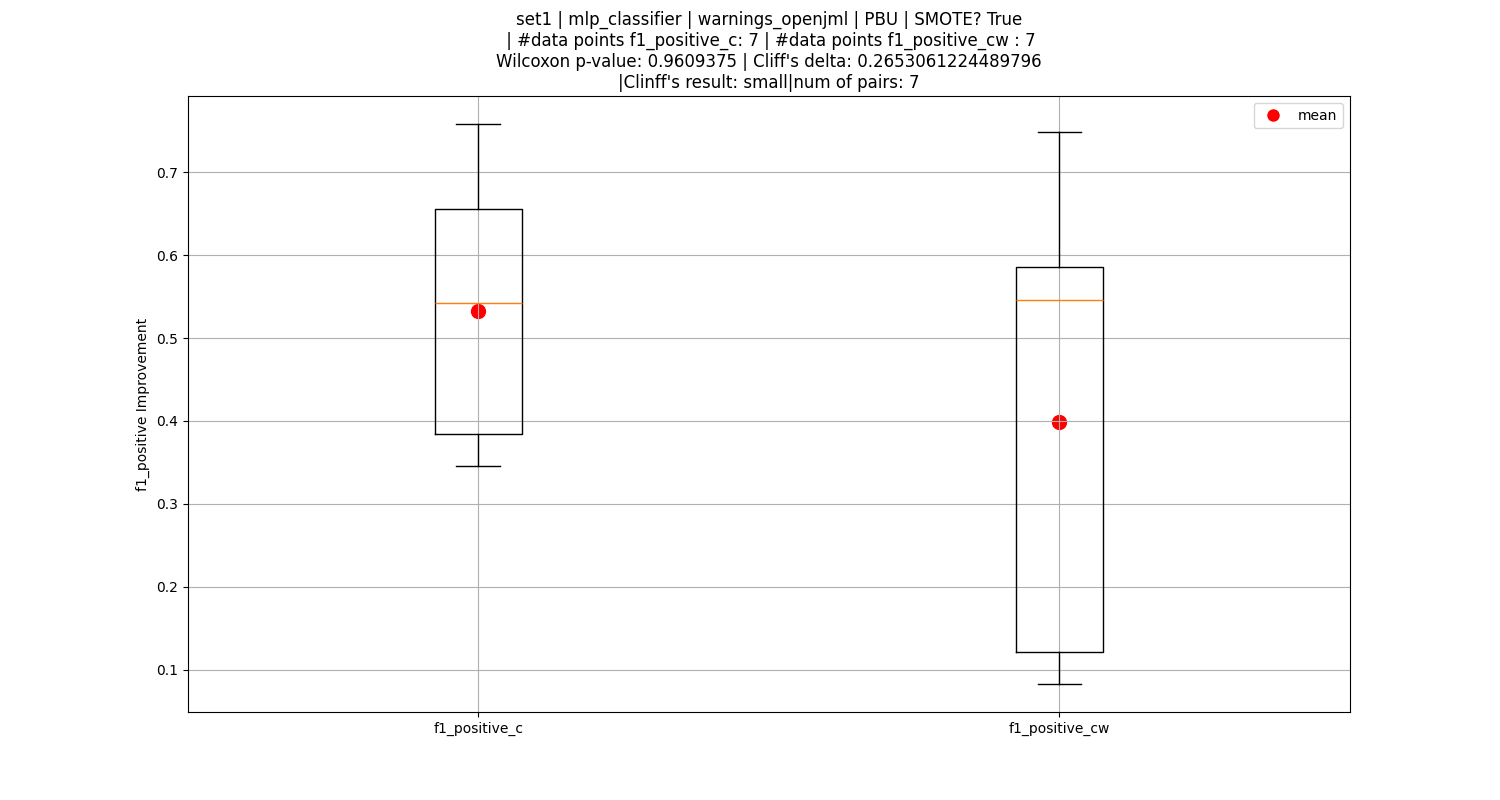 set1 | mlp_classifier | warnings_openjml | PBU | SMOTE? True
| #data points f1_positive_c: 7 | #data points f1_positive_cw : 7
Wilcoxon p-value: 0.9609375 | Cliff's delta: 0.2653061224489796
|Clinff's result: small|num of pairs: 7
mean
0.7
0.6
0.5
0.4
0.3
0.2
0.1
f1_positive Improvement
f1_positive_c
f1_positive_cw